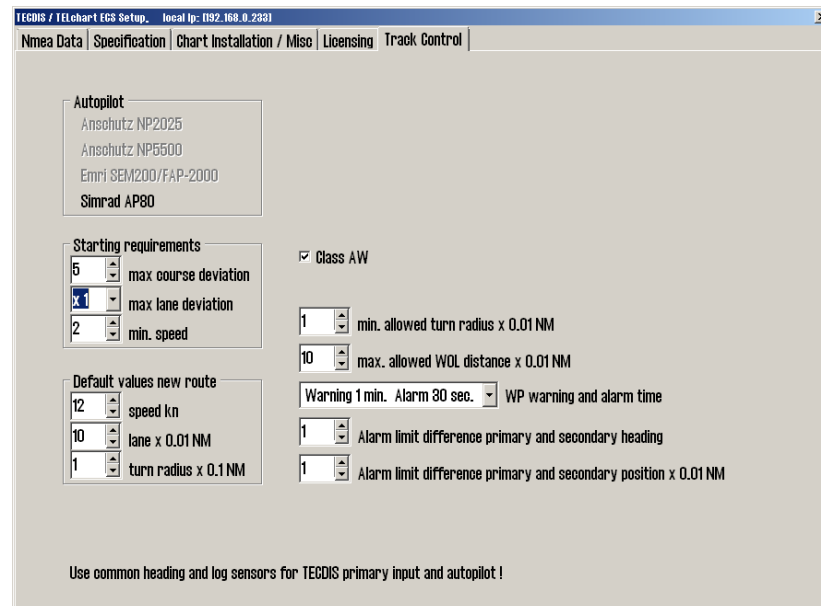 TECDIS / TELchart ECS Setup. local Ip: [192.168.0.233]
Nmea Data Specification Chart Installation / Misc Licensing Track Control
Autopilot
Anschutz NP2025
Anschutz NP5500
Emri SEM200/FAP-2000
Simrad AP80
Starting requirements
5 max course deviation
x 1 max lane deviation
2 min. speed
Default values new route
12 speed kn
10 lane x 0.01 NM
1 turn radius x 0.1 NM
Class AW
1 min. allowed turn radius x 0.01 NM
10 max. allowed WOL distance x 0.01 NM
Warning 1 min. Alarm 30 sec. WP warning and alarm time
1 Alarm limit difference primary and secondary heading
1 Alarm limit difference primary and secondary position x 0.01 NM
Use common heading and log sensors for TECDIS primary input and autopilot !